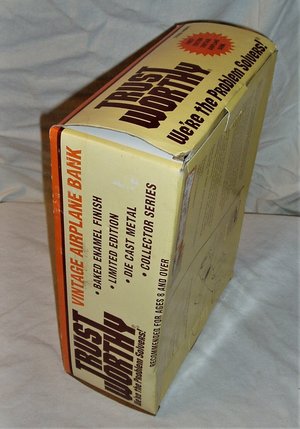 TRUST
WORTHY
We're the Problem Solvers!
VINTAGE AIRPLANE BANK
• BAKED ENAMEL FINISH
• LIMITED EDITION
• DIE CAST METAL
• COLLECTOR SERIES
TRUST
WORTHY
We're the Problem Solvers!
RECOMMENDED FOR AGES 8 AND OVER